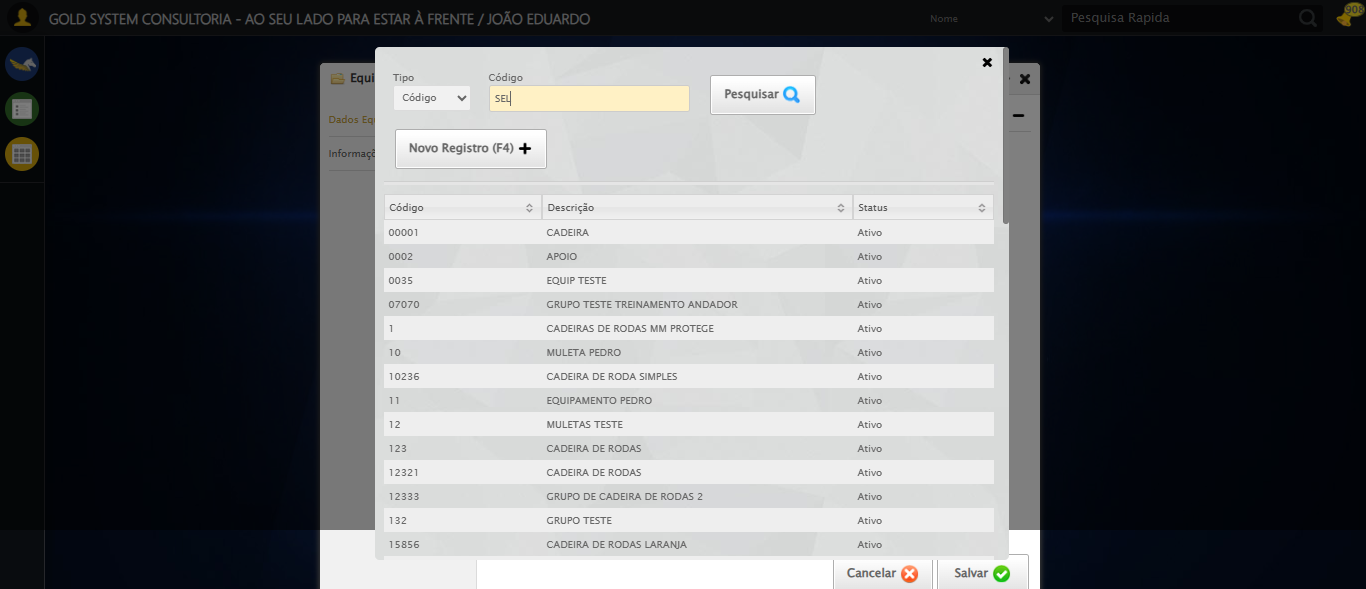 GOLD SYSTEM CONSULTORIA - AO SEU LADO PARA ESTAR À FRENTE / JOÃO EDUARDO
Nome
Pesquisa Rapida
908
Equi
Tipo
Código
Código
SEL
Pesquisar
Dados Equ
Novo Registro (F4)
Informaçõ
Código Descrição Status
00001 CADEIRA Ativo
0002 APOIO Ativo
0035 EQUIP TESTE Ativo
07070 GRUPO TESTE TREINAMENTO ANDADOR Ativo
1 CADEIRAS DE RODAS MM PROTEGE Ativo
10 MULETA PEDRO Ativo
10236 CADEIRA DE RODA SIMPLES Ativo
11 EQUIPAMENTO PEDRO Ativo
12 MULETAS TESTE Ativo
123 CADEIRA DE RODAS Ativo
12321 CADEIRA DE RODAS Ativo
12333 GRUPO DE CADEIRA DE RODAS 2 Ativo
132 GRUPO TESTE Ativo
15856 CADEIRA DE RODAS LARANJA Ativo
Cancelar
Salvar